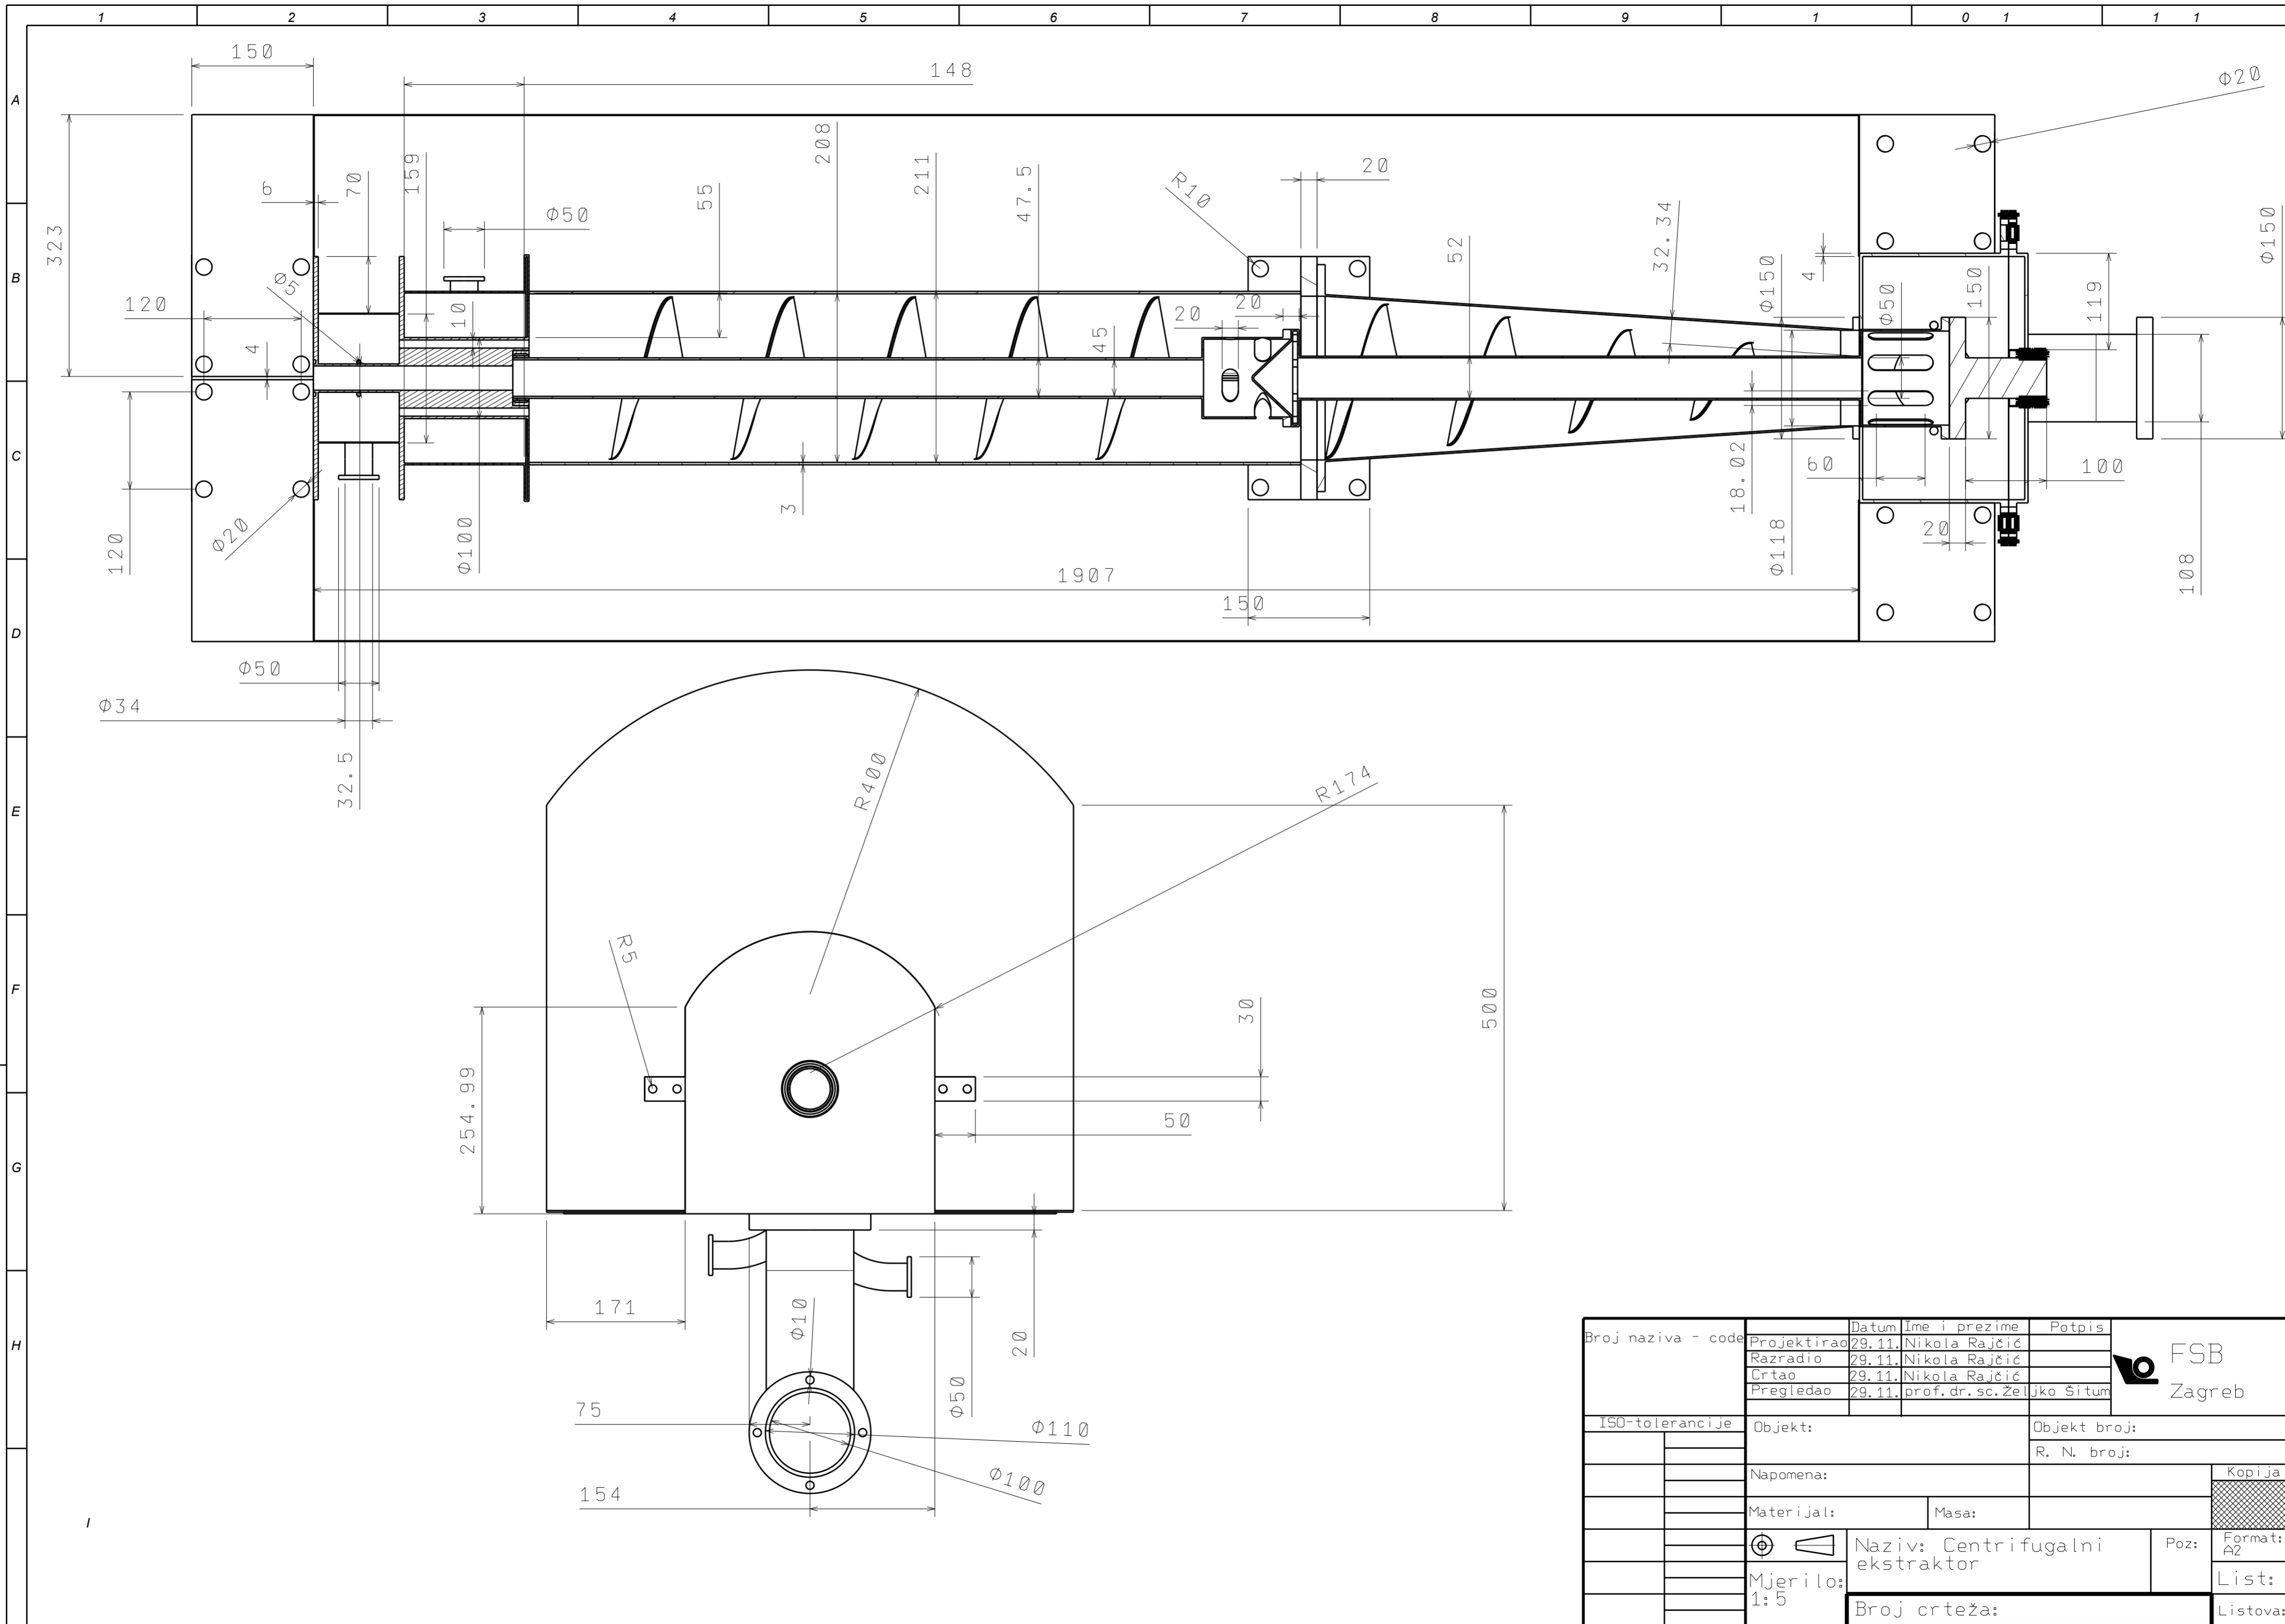 1 2 3 4 5 6 7 8 9 1 0 1 1 1
A
B
C
D
E
F
G
H
I
150
148
Φ20
323
6
70
159
Φ50
55
208
211
47.5
R10
20
52
32.34
Φ150
4
Φ50
150
119
Φ150
120
Φ5
4
10
20
20
45
120
Φ20
Φ100
3
18.02
60
100
Φ118
20
108
1907
150
Φ50
Φ34
32.5
R400
R174
R5
254.99
30
500
50
171
Φ10
20
Φ50
75
Φ110
Φ100
154
Broj naziva - code
Datum Ime i prezime Potpis
Projektirao 29.11. Nikola Rajčić
Razradio 29.11. Nikola Rajčić
Crtao 29.11. Nikola Rajčić
Pregledao 29.11. prof.dr.sc.Željko Šitum
FSB
Zagreb
ISO-tolerancije
Objekt:
Objekt broj:
R. N. broj:
Napomena:
Kopija
Materijal:
Masa:
Naziv: Centrifugalni
ekstraktor
Poz:
Format:
A2
Mjerilo:
1:5
List:
Broj crteža:
Listova: